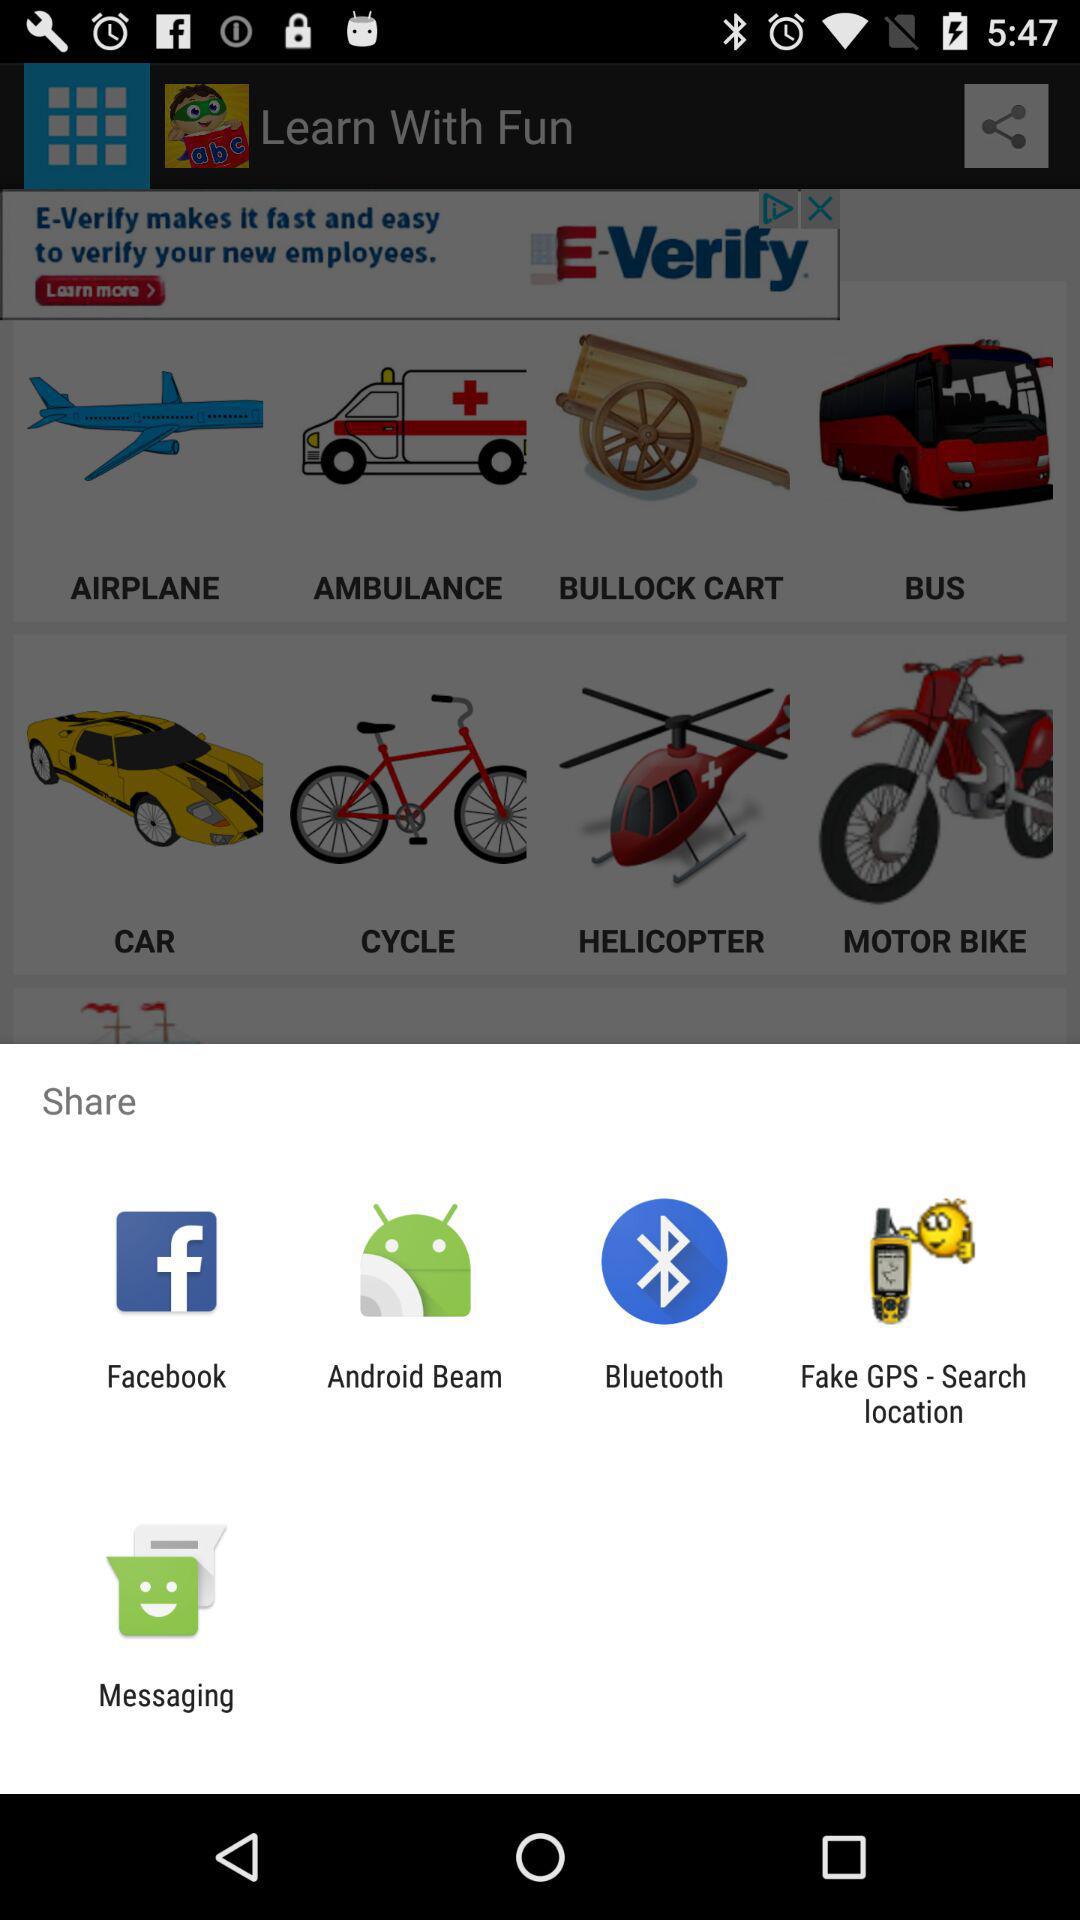 5:47
abc
Learn With Fun
E-Verify makes it fast and easy
to verify your new employees.
Learn more >
E-Verify.
AIRPLANE AMBULANCE BULLOCK CART BUS
CAR CYCLE HELICOPTER MOTOR BIKE
Share
Facebook Android Beam Bluetooth Fake GPS - Search
location
Messaging